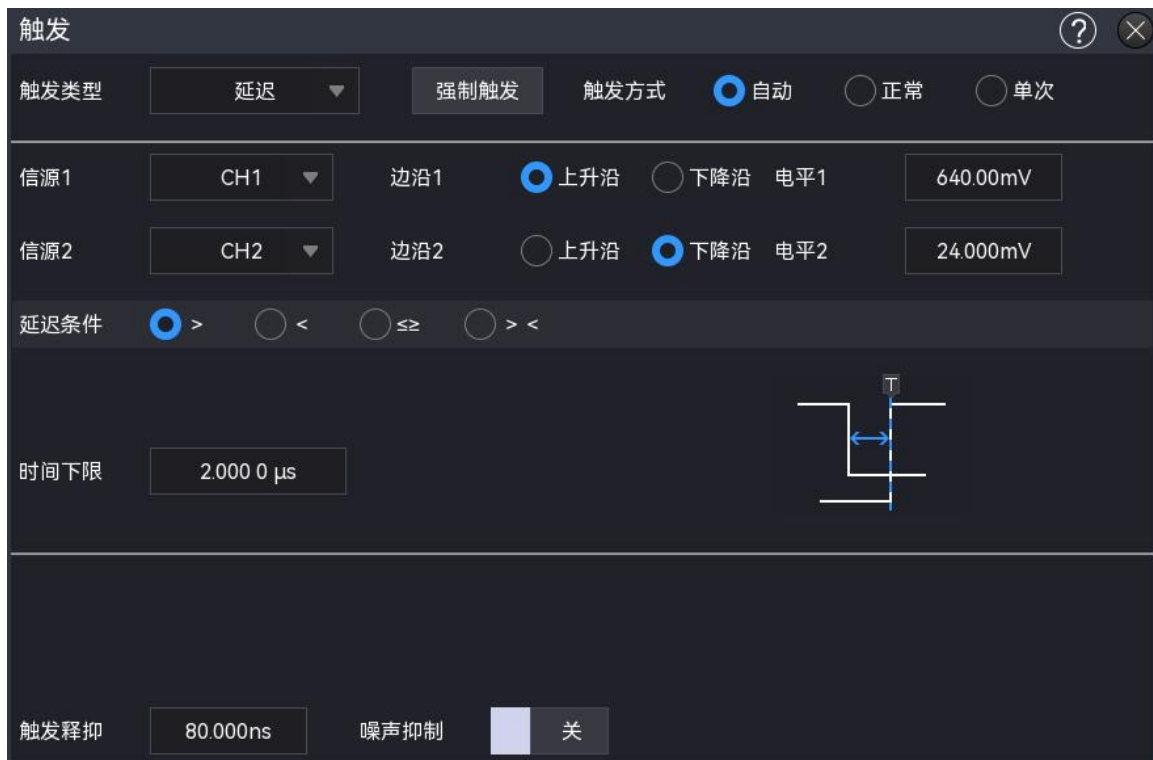 触发 ?
触发类型 延迟 强制触发 触发方式 自动 正常 单次
信源1 CH1 边沿1 上升沿 下降沿 电平1 640.00mV
信源2 CH2 边沿2 上升沿 下降沿 电平2 24.000mV
延迟条件 > < ≤≥ > <
T
时间下限 2.000 0 μs
触发释抑 80.000ns 噪声抑制 关